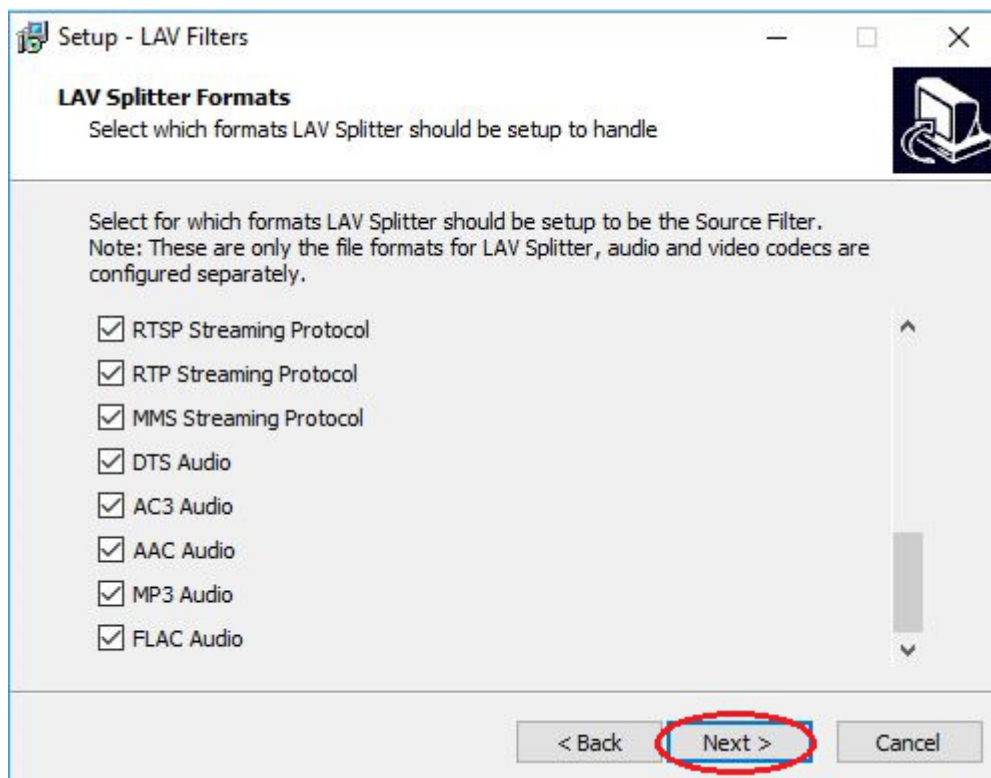 Setup - LAV Filters
LAV Splitter Formats
Select which formats LAV Splitter should be setup to handle
Select for which formats LAV Splitter should be setup to be the Source Filter.
Note: These are only the file formats for LAV Splitter, audio and video codecs are
configured separately.
RTSP Streaming Protocol
RTP Streaming Protocol
MMS Streaming Protocol
DTS Audio
AC3 Audio
AAC Audio
MP3 Audio
FLAC Audio
< Back Next > Cancel